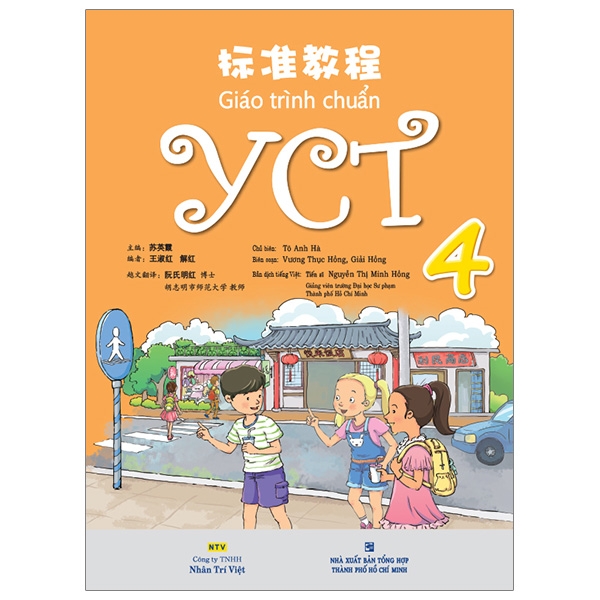 标准教程
Giáo trình chuẩn
YCT
4
主编: 苏英霞
编者: 王淑红 解红
越文翻译: 阮氏明红 博士
胡志明市师范大学 教师
Chủ biên: Tô Anh Hà
Biên soạn: Vương Thục Hồng, Giải Hồng
Bản dịch tiếng Việt: Tiến sĩ Nguyễn Thị Minh Hồng
Giảng viên trường Đại học Sư phạm
Thành phố Hồ Chí Minh
NTV
Công ty TNHH
Nhân Trí Việt
NHÀ XUẤT BẢN TỔNG HỢP
THÀNH PHỐ HỒ CHÍ MINH